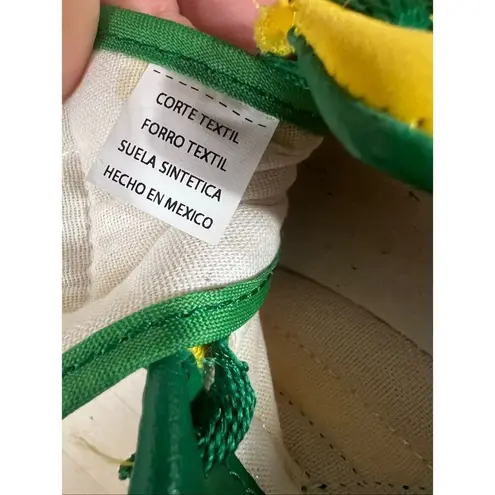 CORTE TEXTIL
FORRO TEXTIL
SUELA SINTETICA
HECHO EN MEXICO